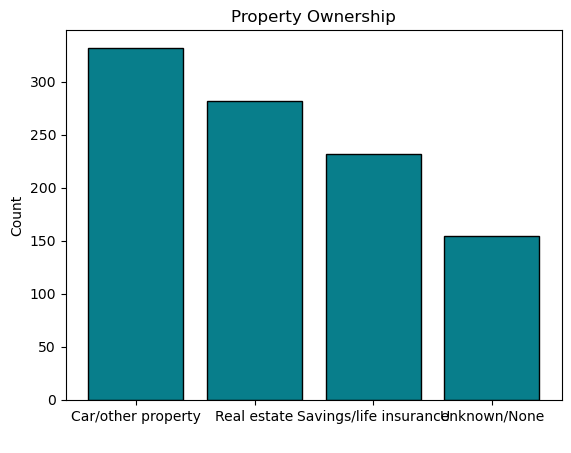 Property Ownership
300
250
200
150
100
50
0
Count
Car/other property
Real estate
Savings/life insurance
Unknown/None